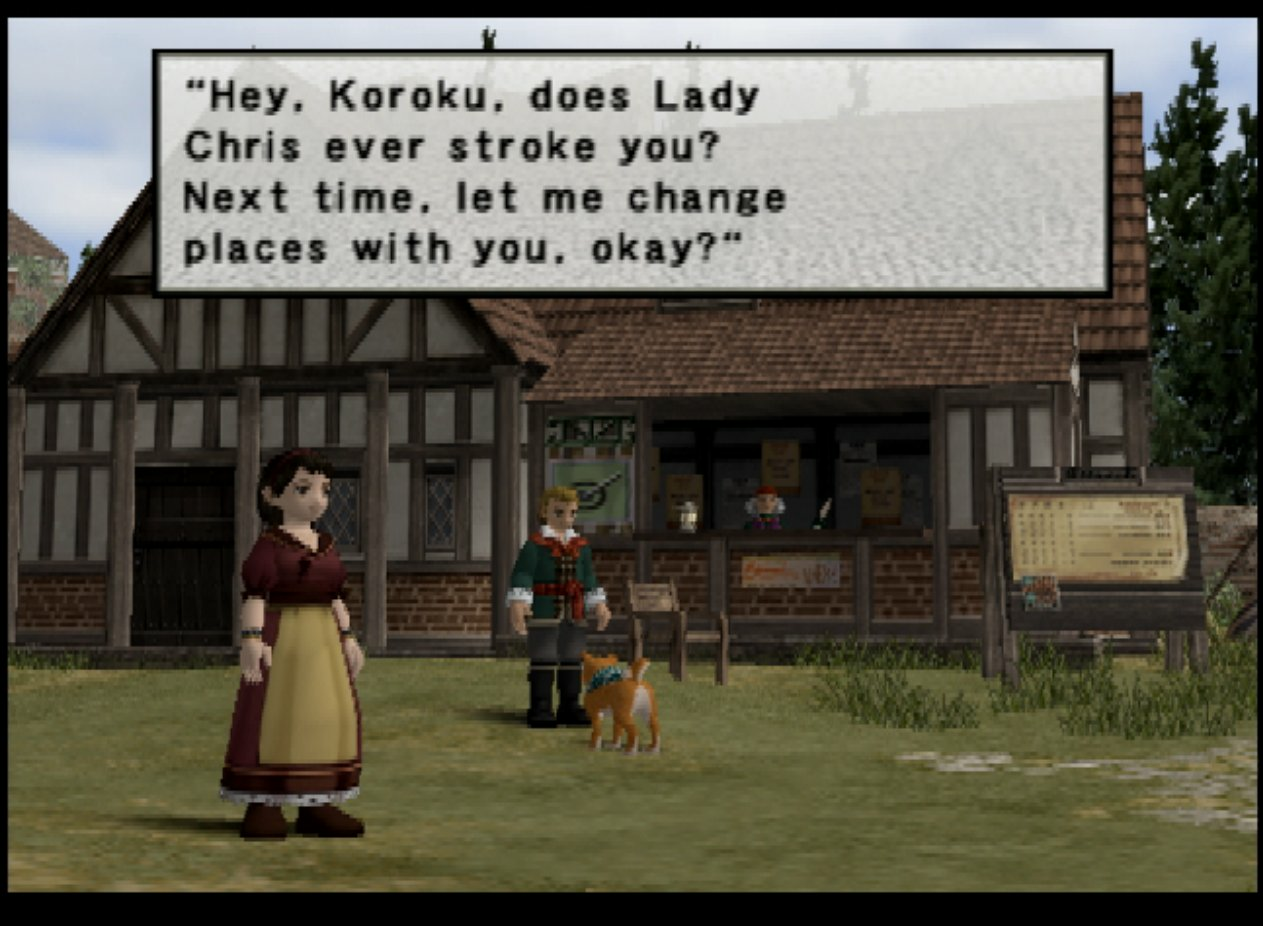 “Hey, Koroku, does Lady
Chris ever stroke you?
Next time, let me change
places with you, okay?“